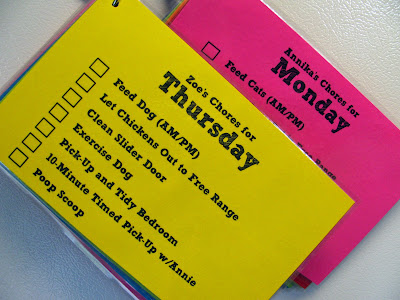 Zoe's Chores for
Thursday
Feed Dog (AM/PM)
Let Chickens Out to Free Range
Clean Slider Door
Exercise Dog
Pick-Up and Tidy Bedroom
10-Minute Timed Pick-Up w/Annie
Poop Scoop
Annika's Chores for
Monday
Feed Cats (AM/PM)
Range